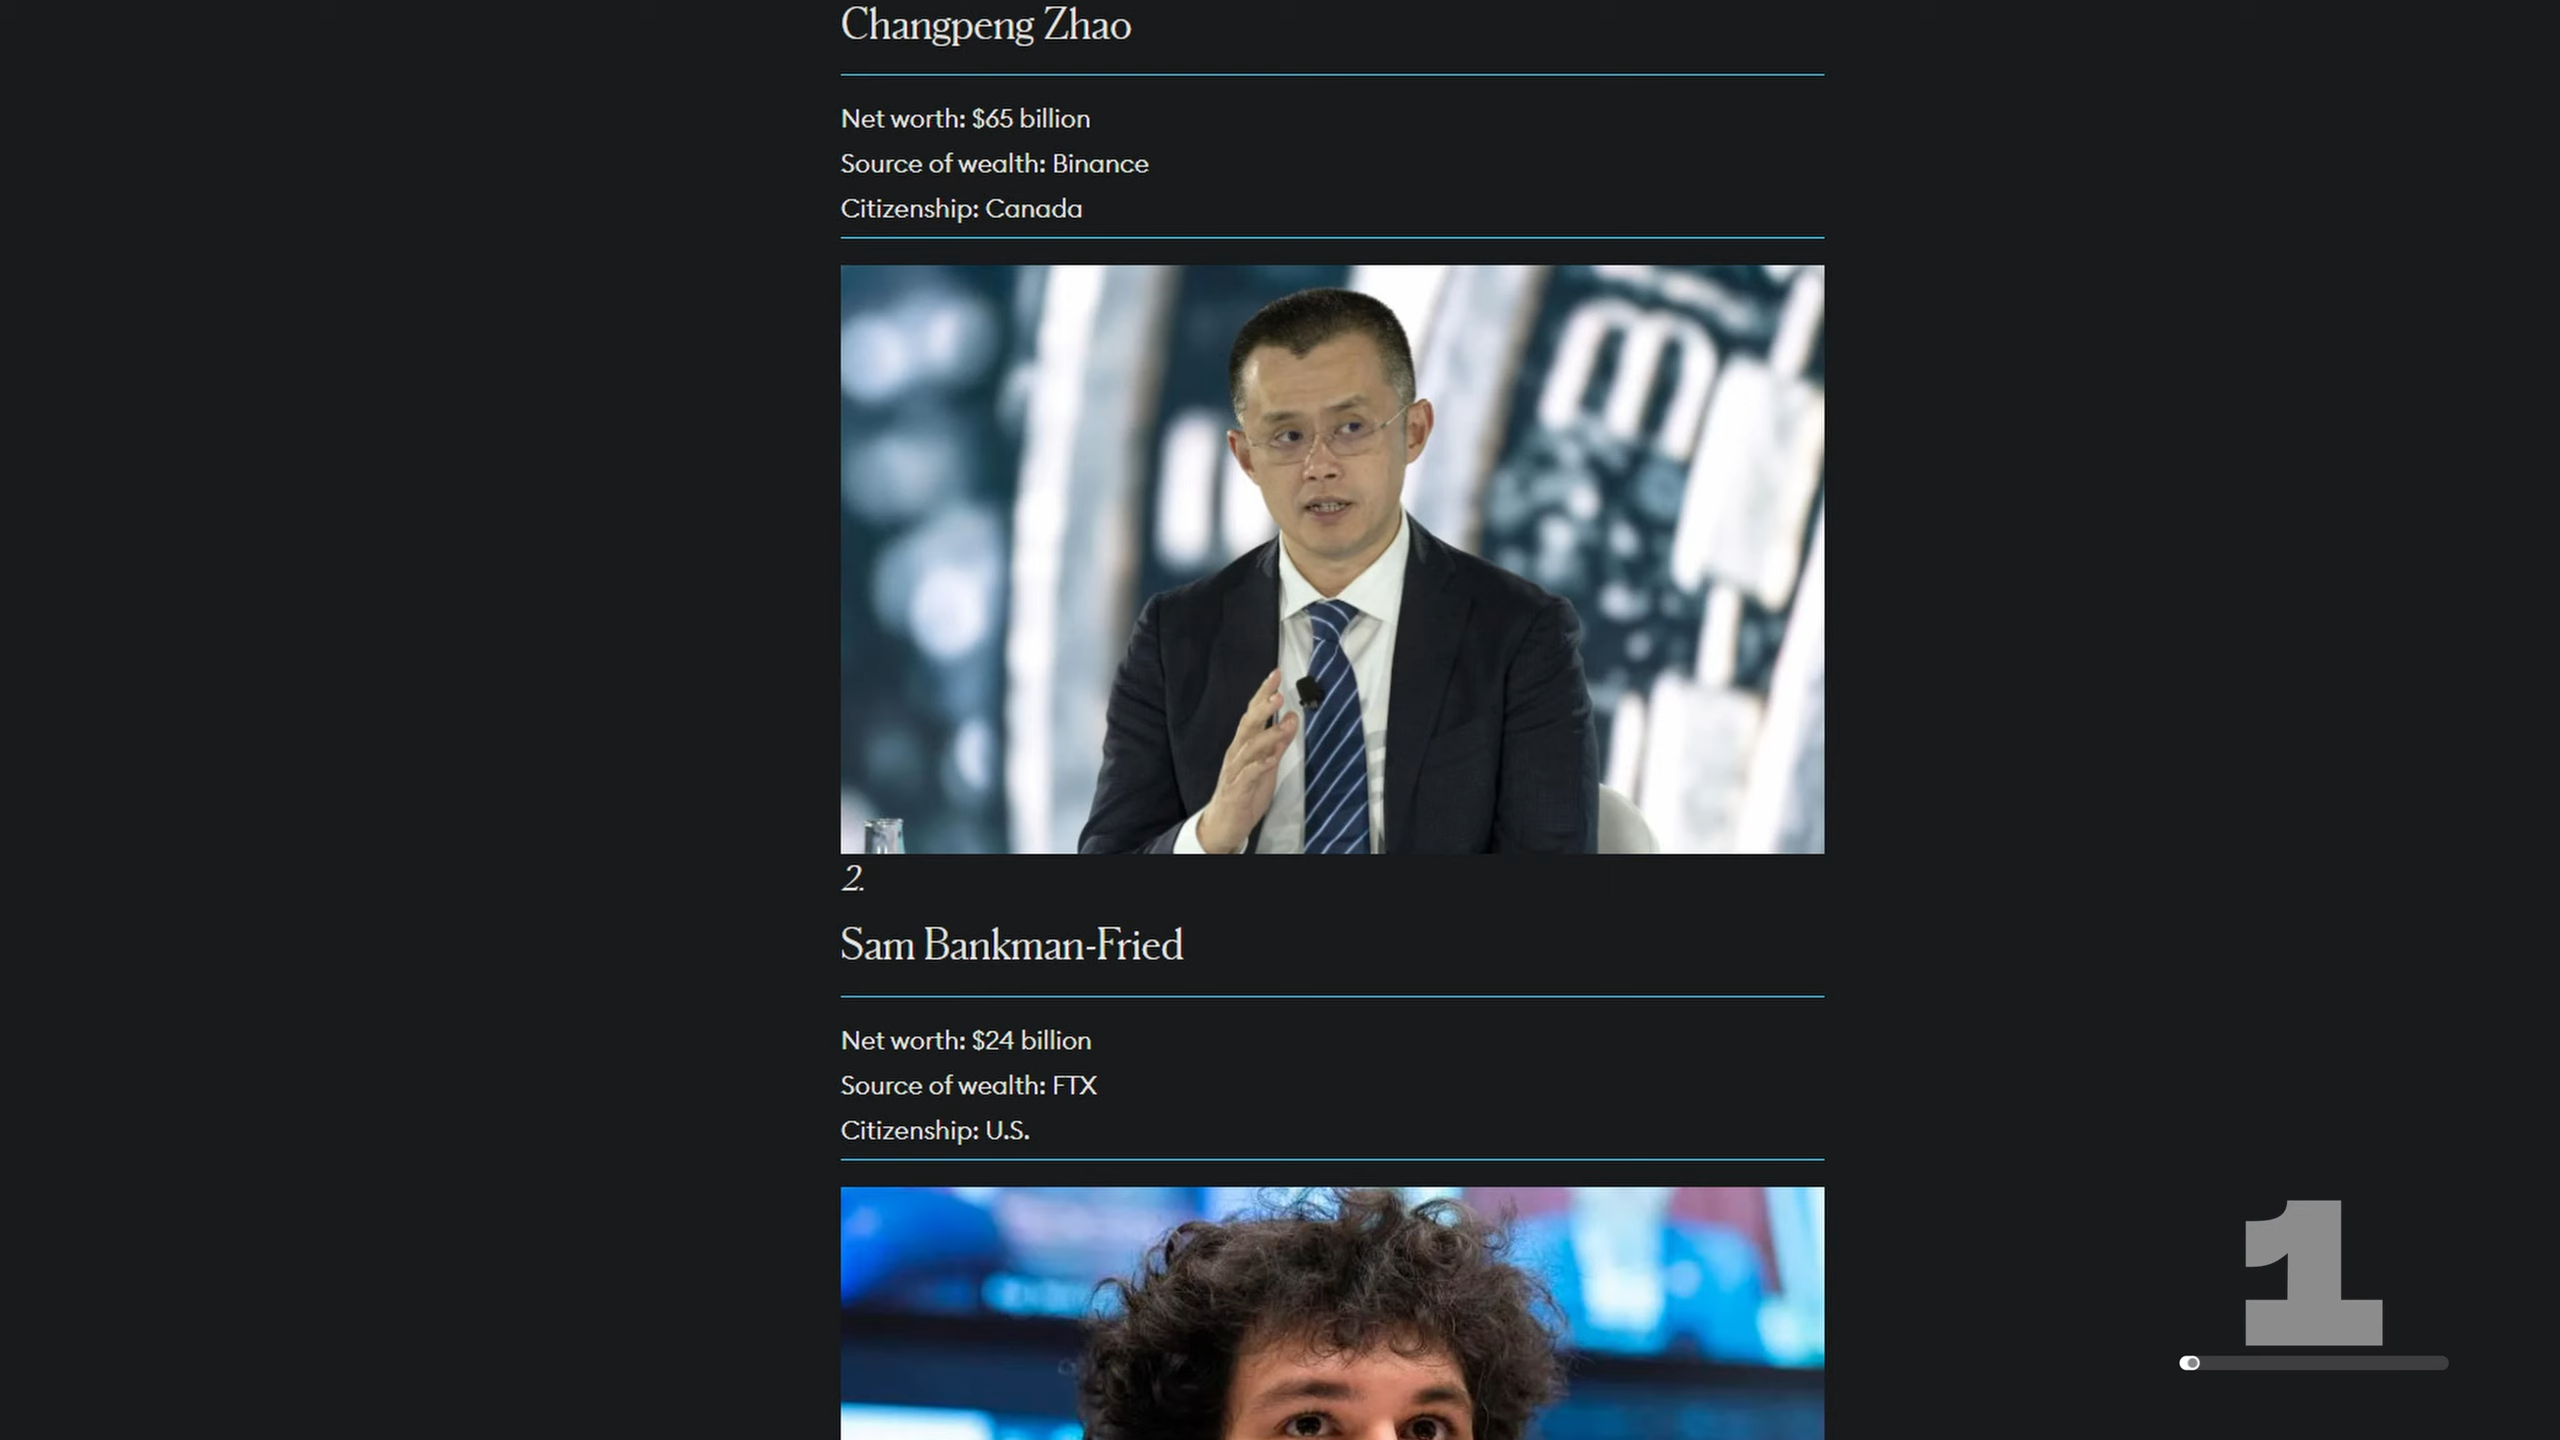 Changpeng Zhao
Net worth: $65 billion
Source of wealth: Binance
Citizenship: Canada
2.
Sam Bankman-Fried
Net worth: $24 billion
Source of wealth: FTX
Citizenship: U.S.
1